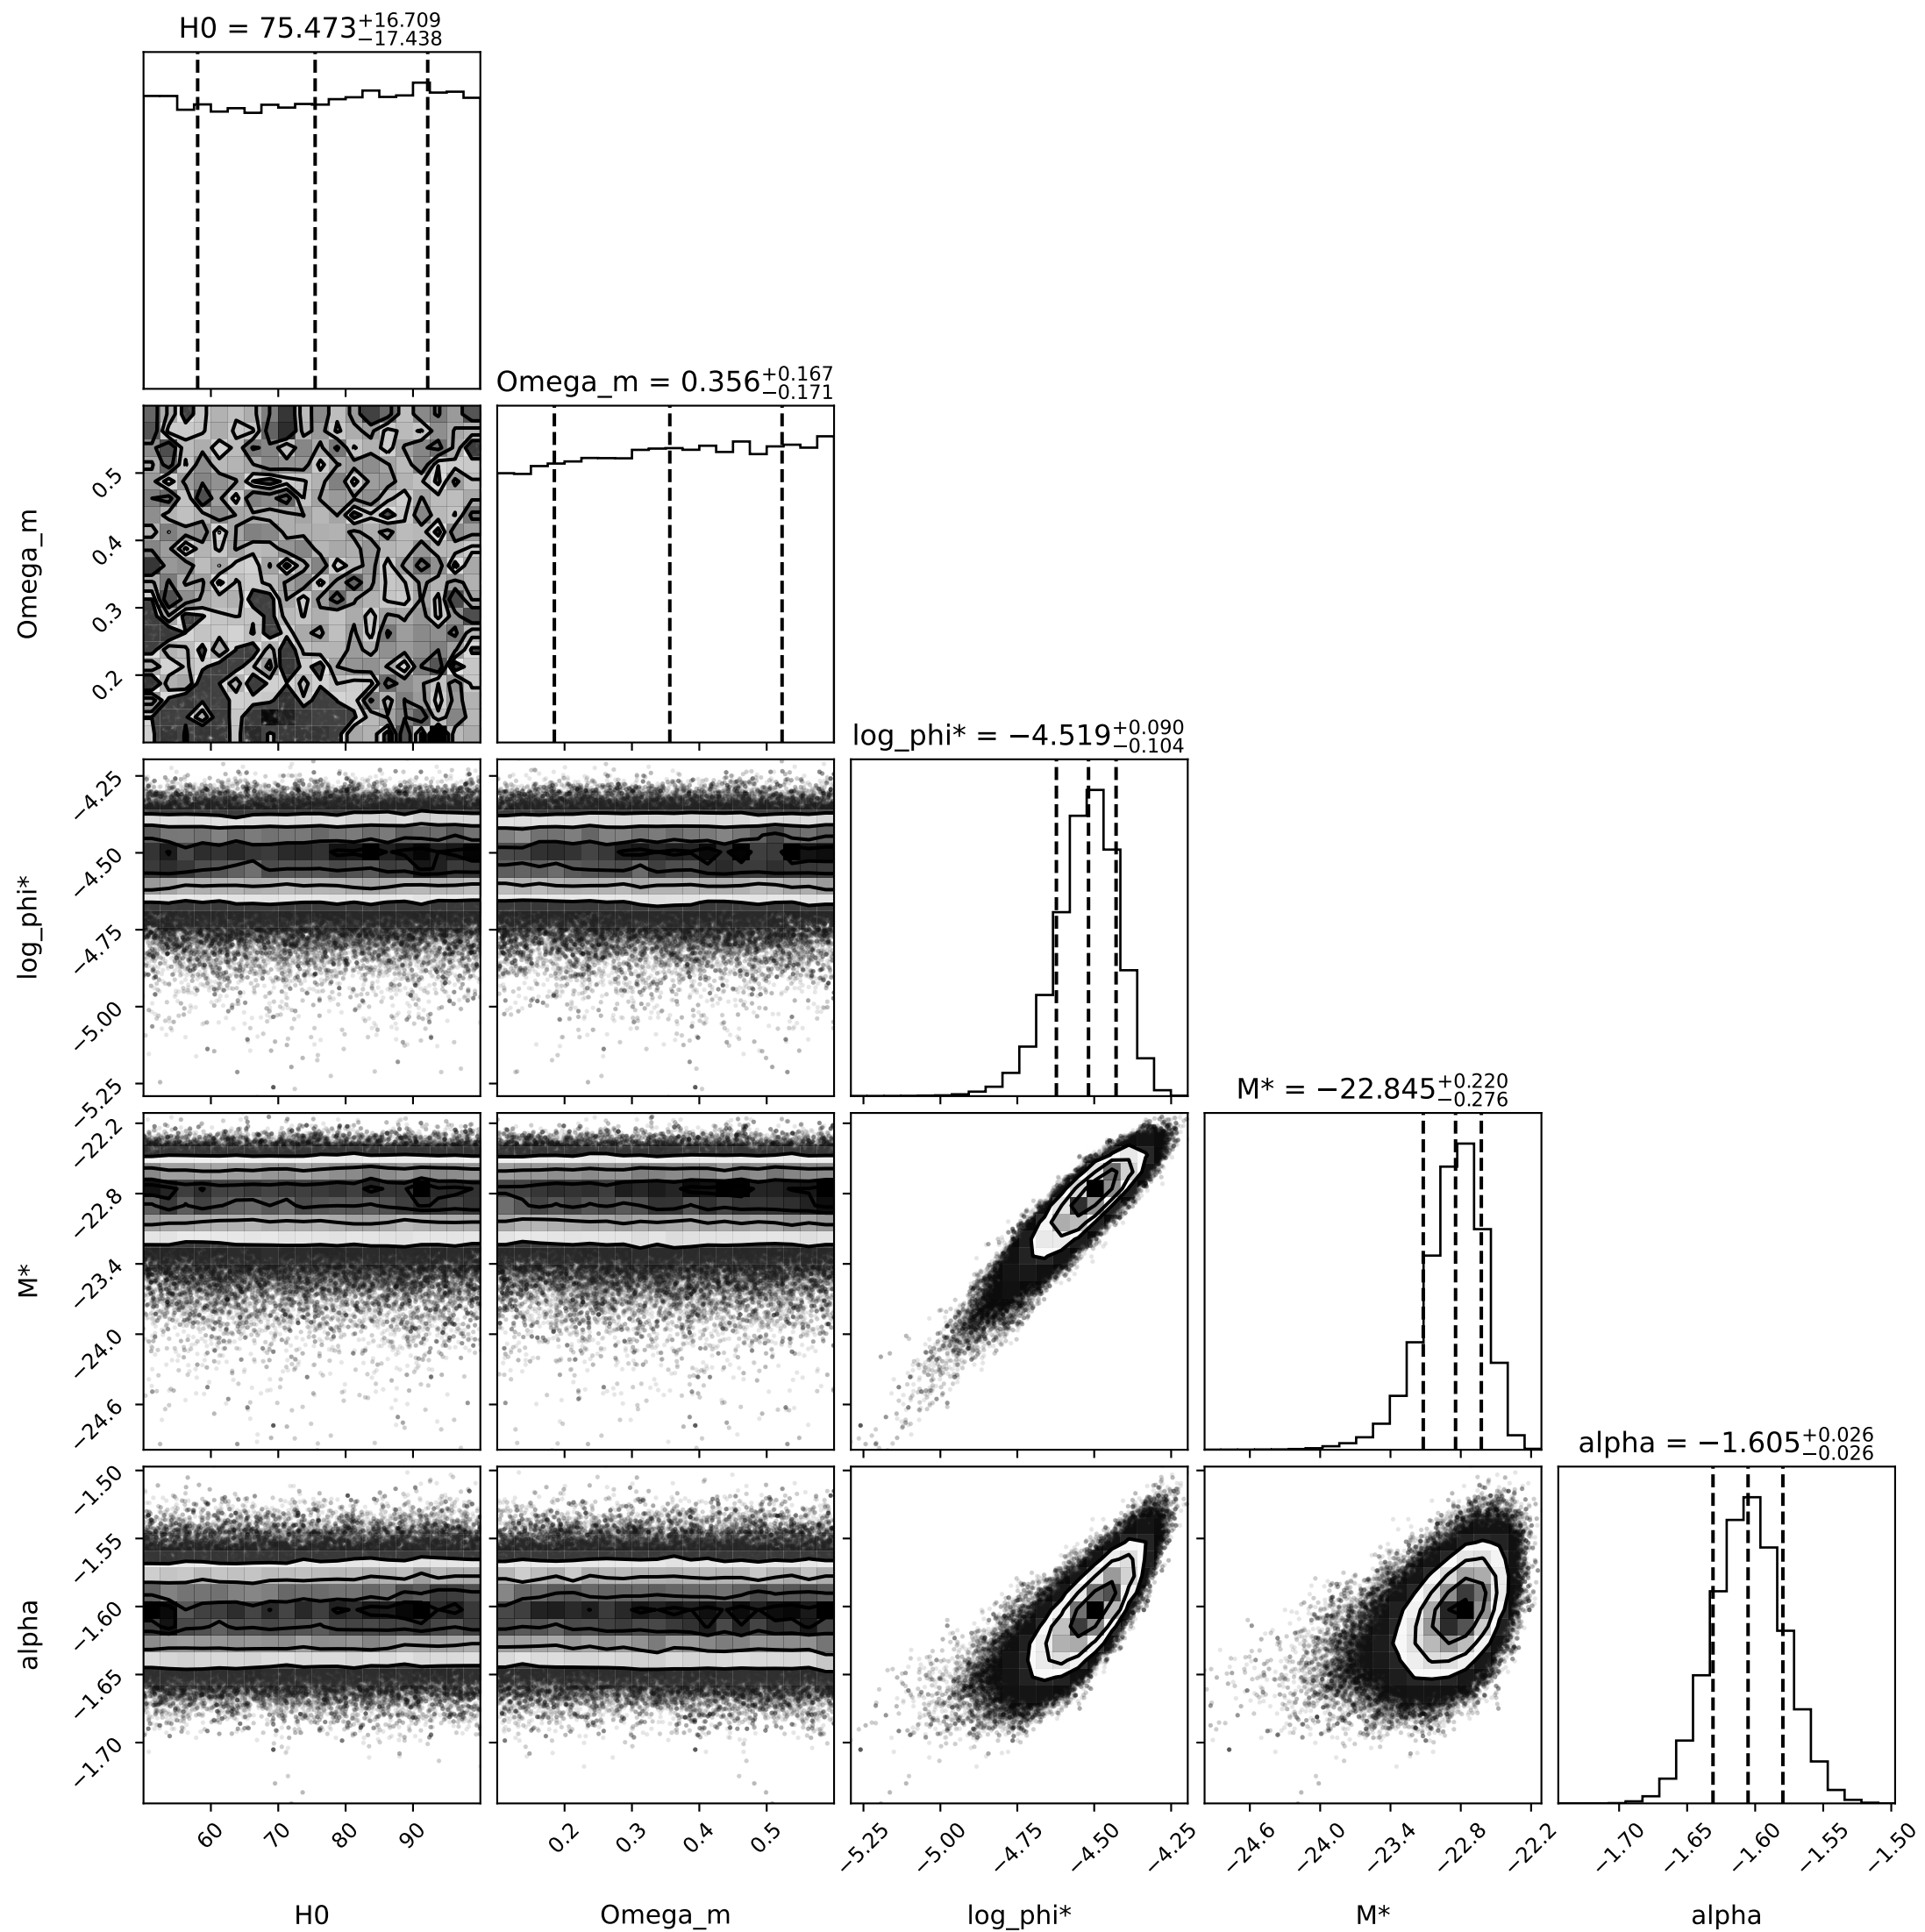 H0 = 75.473+16.709−17.438
Omega_m = 0.356+0.167−0.171
Omega_m
0.5
0.4
0.3
0.2
log_phi* = −4.519+0.090−0.104
log_phi*
−4.25
−4.50
−4.75
−5.00
−5.25
M* = −22.845+0.220−0.276
M*
−22.2
−22.8
−23.4
−24.0
−24.6
alpha = −1.605+0.026−0.026
alpha
−1.50
−1.55
−1.60
−1.65
−1.70
60 70 80 90
0.2 0.3 0.4 0.5
−5.25 −5.00 −4.75 −4.50 −4.25
−24.6 −24.0 −23.4 −22.8 −22.2
−1.70 −1.65 −1.60 −1.55 −1.50
H0 Omega_m log_phi* M* alpha